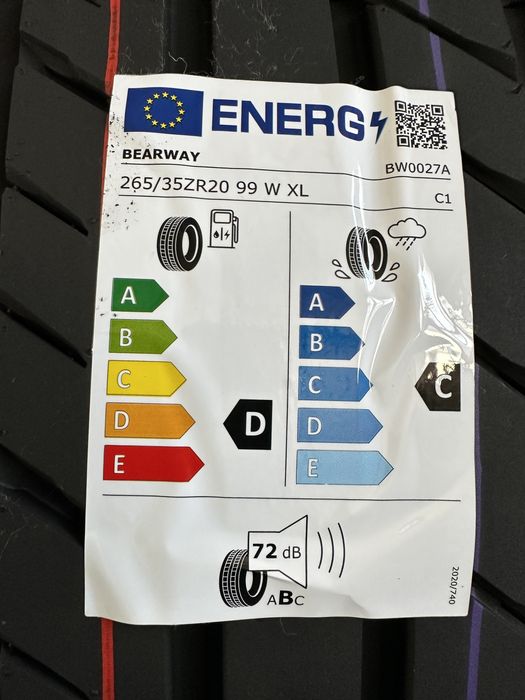 ENERG
BEARWAY
BW0027A
265/35ZR20 99 W XL
C1
A
B
C
D
E
D
A
B
C
D
E
C
72 dB
ABC
2020/740